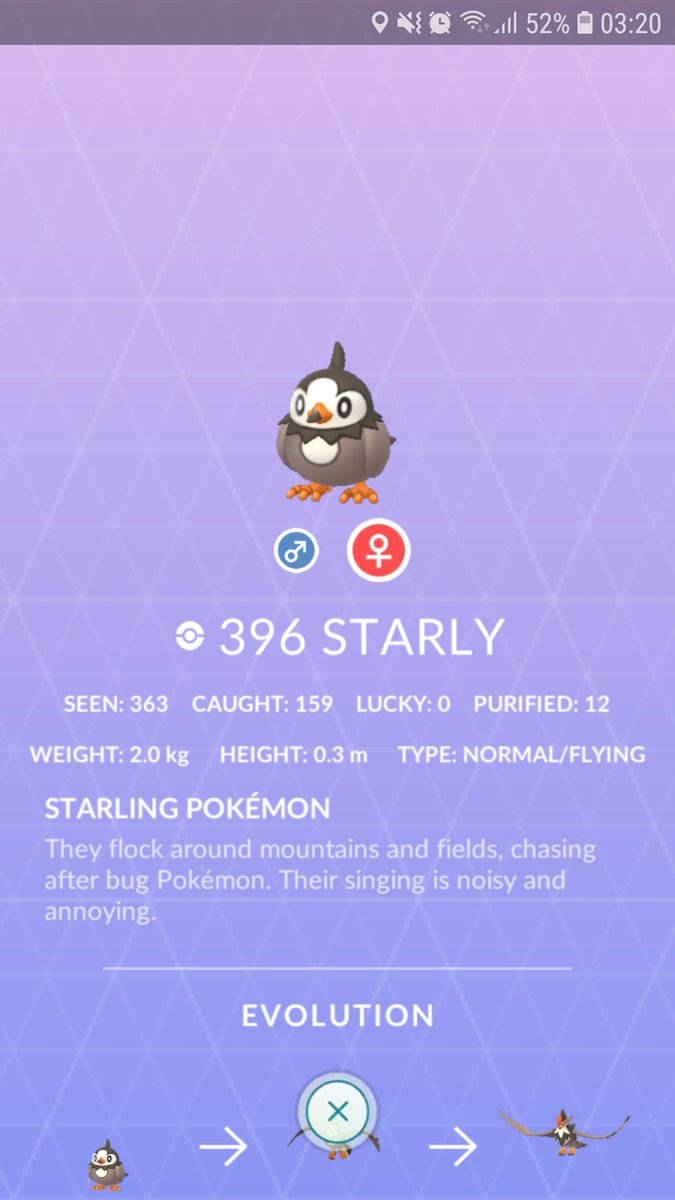 52% 03:20
396 STARLY
SEEN: 363 CAUGHT: 159 LUCKY: 0 PURIFIED: 12
WEIGHT: 2.0 kg HEIGHT: 0.3 m TYPE: NORMAL/FLYING
STARLING POKÉMON
They flock around mountains and fields, chasing
after bug Pokémon. Their singing is noisy and
annoying.
EVOLUTION